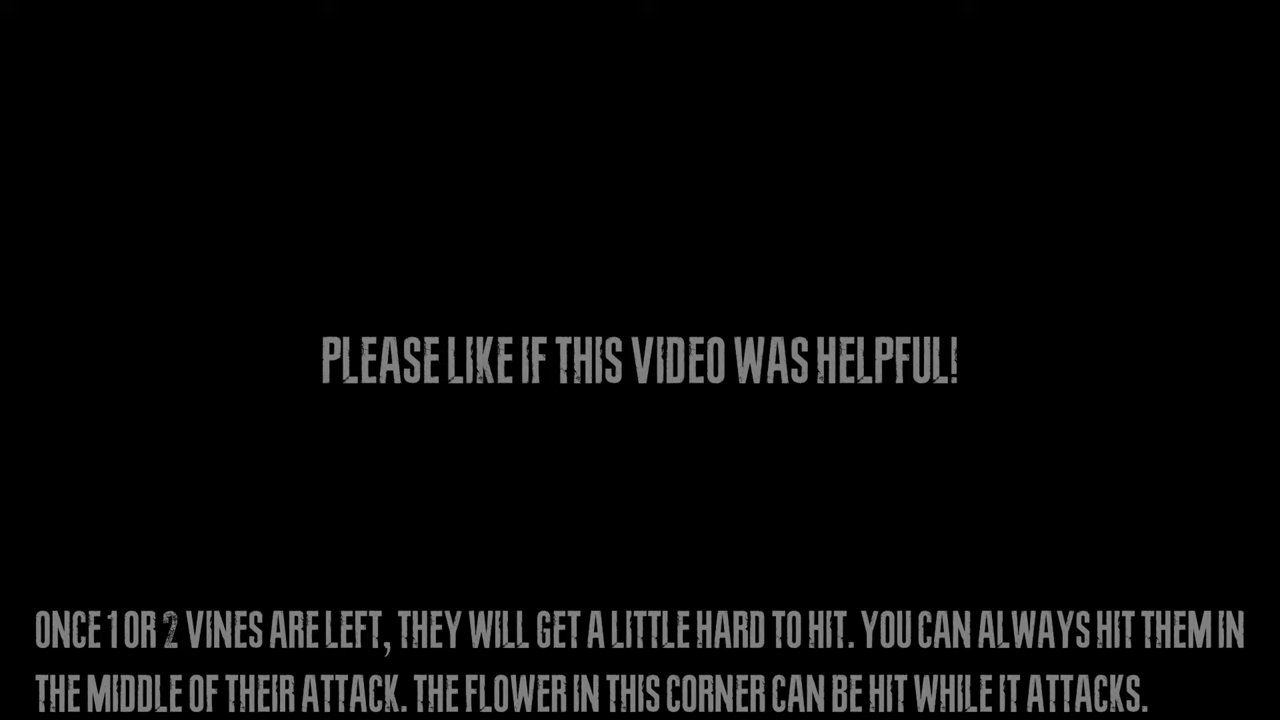 PLEASE LIKE IF THIS VIDEO WAS HELPFUL!
ONCE 1 OR 2 VINES ARE LEFT, THEY WILL GET A LITTLE HARD TO HIT. YOU CAN ALWAYS HIT THEM IN
THE MIDDLE OF THEIR ATTACK. THE FLOWER IN THIS CORNER CAN BE HIT WHILE IT ATTACKS.